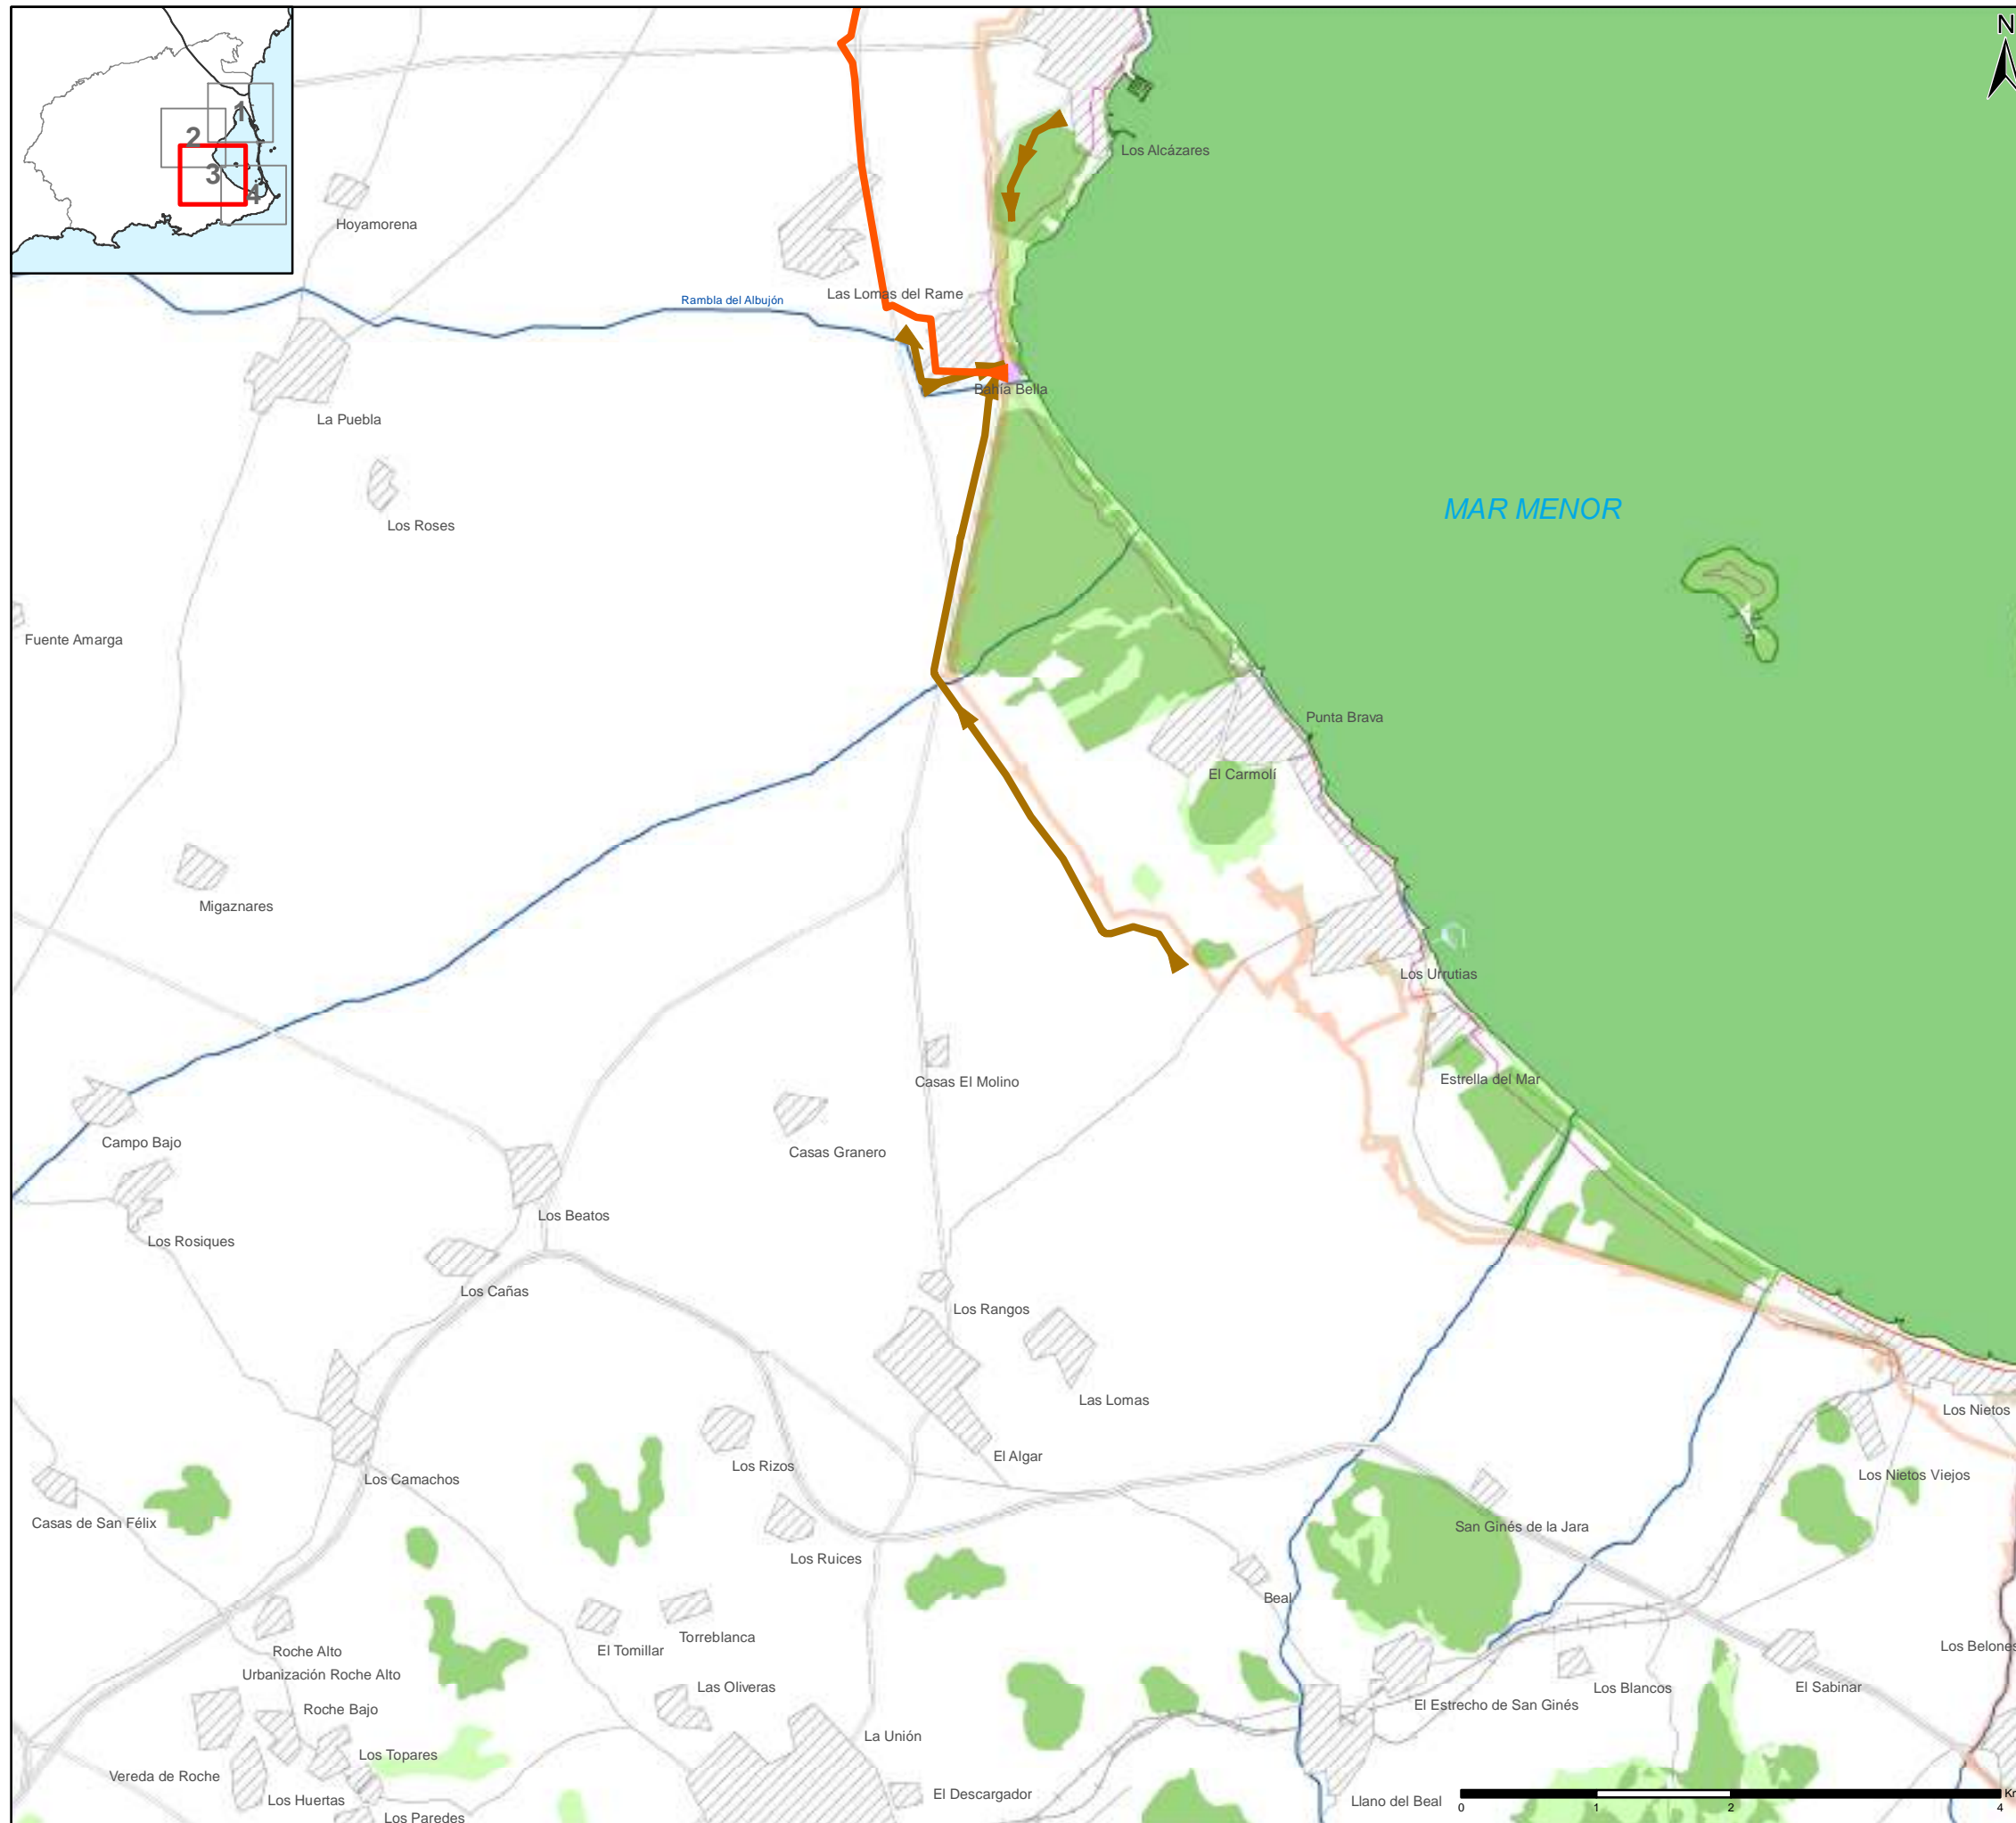 N
1
2
3
4
Los Alcázares
Hoyamorena
Las Lomas del Rame
Rambla del Albujón
Bahía Bella
La Puebla
MAR MENOR
Los Roses
Fuente Amarga
Punta Brava
El Carmolí
Migaznares
Los Urrutias
Casas El Molino
Estrella del Mar
Campo Bajo
Casas Granero
Los Beatos
Los Rosiques
Los Cañas
Los Rangos
Las Lomas
Los Nietos
El Algar
Los Rizos
Los Camachos
Los Nietos Viejos
Casas de San Félix
San Ginés de la Jara
Los Ruices
Beal
Torreblanca
El Tomillar
Roche Alto
Los Belones
Urbanización Roche Alto
Las Oliveras
Los Blancos
El Sabinar
El Estrecho de San Ginés
Roche Bajo
La Unión
Los Topares
Vereda de Roche
El Descargador
Los Huertas
Llano del Beal
Los Paredes
0 1 2 4